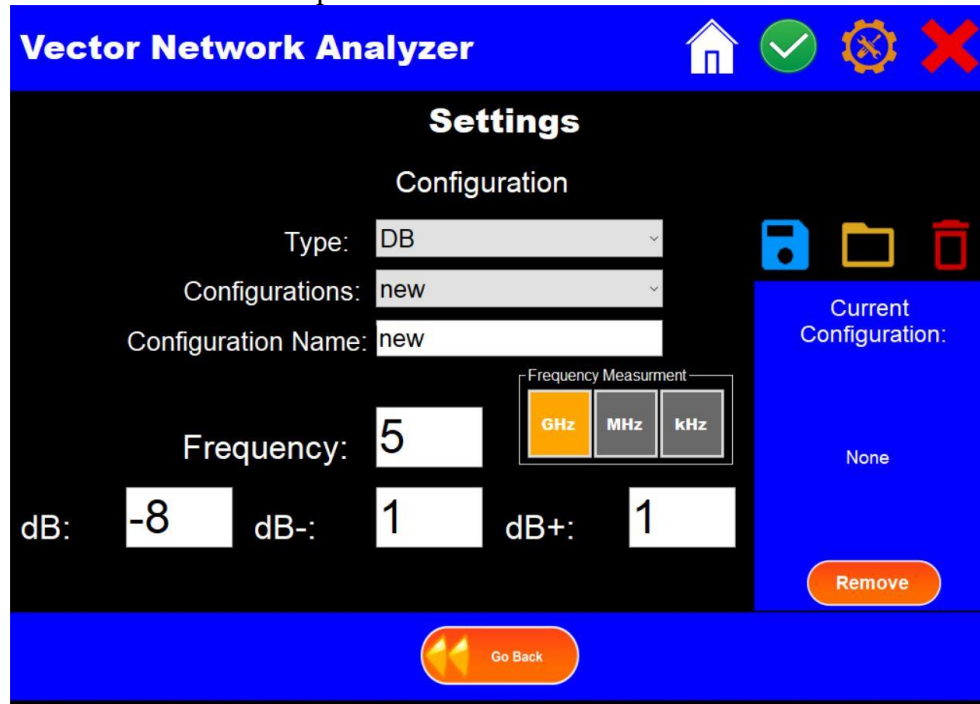 Vector Network Analyzer
Settings
Configuration
Type: DB
Configurations: new
Configuration Name: new
Frequency Measurment
Frequency: 5 GHz MHz kHz
dB: -8 dB-: 1 dB+: 1
Current
Configuration:
None
Remove
Go Back